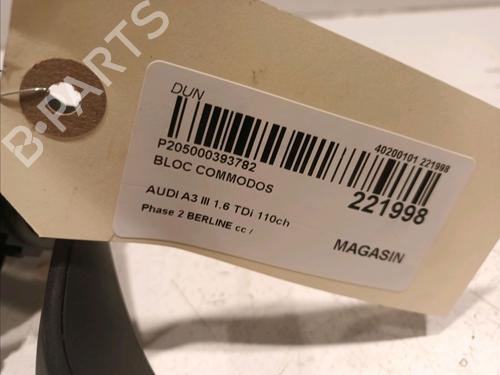 DUN
P205000393782
40200101 221998
BLOC COMMODOS
221998
AUDI A3 III 1.6 TDi 110ch
Phase 2 BERLINE cc /
MAGASIN
B-PARTS